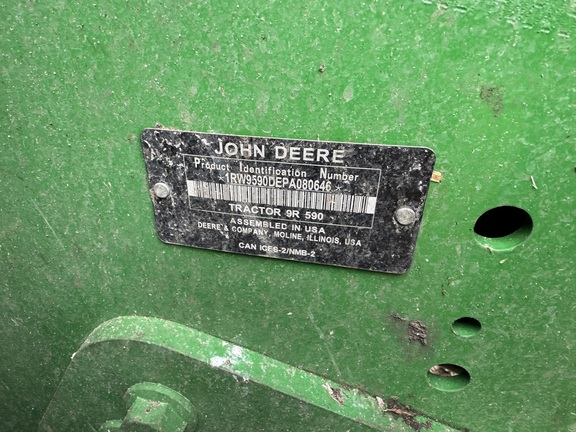 JOHN DEERE
Product Identification Number
1RW9590DEPA080646
TRACTOR 9R 590
ASSEMBLED IN USA
DEERE & COMPANY, MOLINE, ILLINOIS, USA
CAN ICES-2/NMB-2